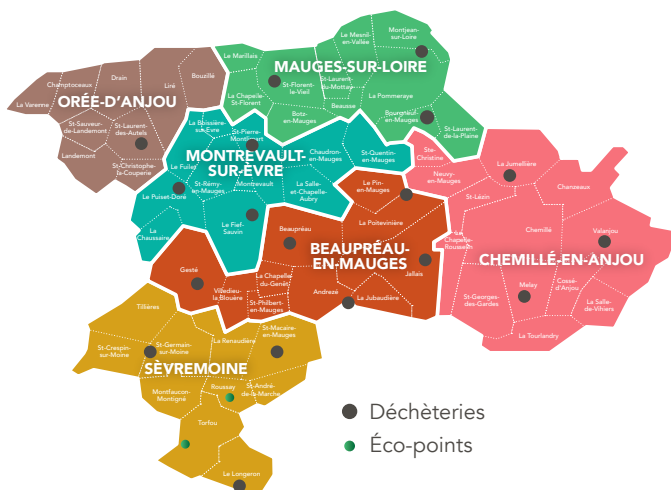 Le Mesnil-
en-Vallée
Montjean-
sur-Loire
Le Marillais
MAUGES-SUR-LOIRE
St-Florent-
le-Vieil
St-Laurent-
du-Mottay
La Pommeraye
La Chapelle-
St-Florent
Beausse
Botz-
en-Mauges
Bourgneuf-
en-Mauges
St-Laurent-
de-la-Plaine
Champtoceaux
Drain
Liré
Bouzillé
La Varenne
ORÉE-D'ANJOU
St-Sauveur-
de-Landemont
St-Laurent-
des-Autels
Landemont
St-Christophe-
la-Couperie
La Boissière-
sur-Èvre
St-Pierre-
Montlimart
MONTREVAULT-
SUR-ÈVRE
Chaudron-
en-Mauges
St-Quentin-
en-Mauges
Le Fuilet
St-Rémy-
en-Mauges
Montrevault
La Salle-
et-Chapelle-
Aubry
Le Puiset-Doré
Le Fief-
Sauvin
La
Chaussaire
Ste-
Christine
La Jumellière
Neuvy-
en-Mauges
Chanzeaux
St-Lézin
La
Chapelle-
Rousselin
Chemillé
Valanjou
CHEMILLÉ-EN-ANJOU
Melay
Cossé-
d'Anjou
St-Georges-
des-Gardes
La Salle-
de-Vihiers
La Tourlandry
Le Pin-
en-Mauges
La Poitevinière
Beaupréau
BEAUPRÉAU-
EN-MAUGES
Jallais
Gesté
La Chapelle-
du-Genêt
Villedieu-
la-Blouère
St-Philbert-
en-Mauges
Andrezé
La Jubaudière
Tillières
St-Macaire-
en-Mauges
La Renaudière
St-Germain-
sur-Moine
St-Crespin-
sur-Moine
SÈVREMOINE
Montfaucon-
Montigné
Roussay
St-André-
de-la-Marche
Torfou
Le Longeron
Déchèteries
Éco-points